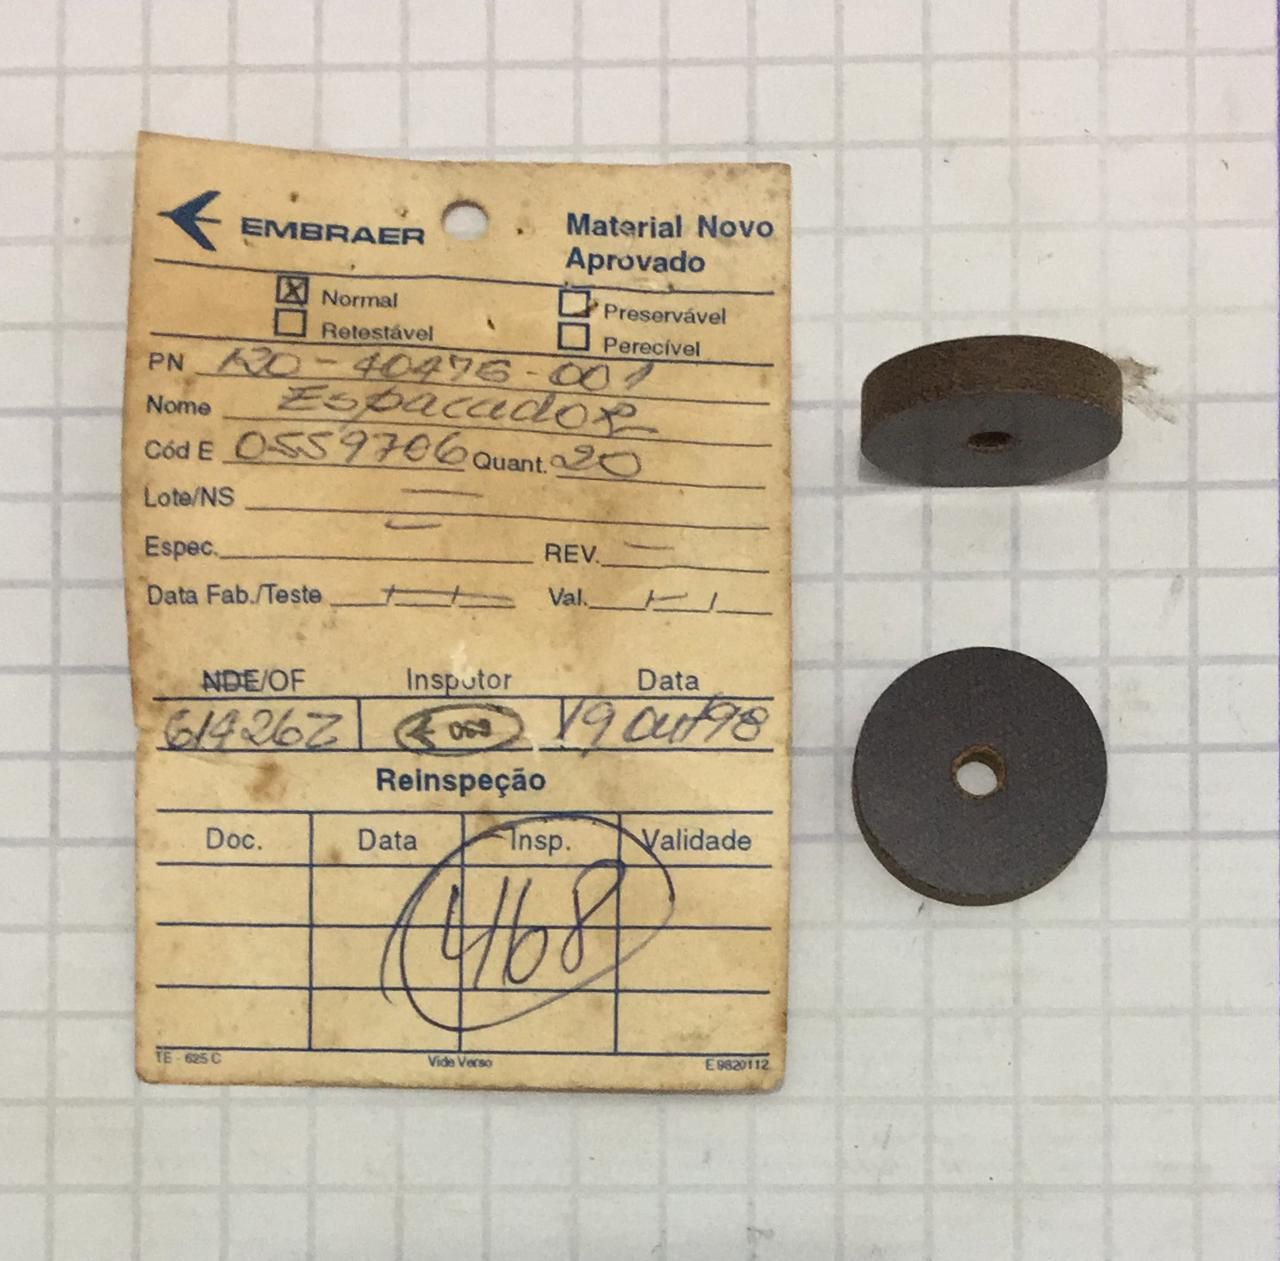 EMBRAER
Material Novo
Aprovado
X Normal
Preservável
Retestável
Perecível
PN 120-40476-001
Nome Espacador
Cód E 0559706 Quant. 20
Lote/NS
Espec. REV.
Data Fab./Teste Val.
NDE/OF Inspetor Data
614262 19 out 98
Reinspeção
Doc. Data Insp. Validade
468
TE - 625 C Vide Verso E9820112